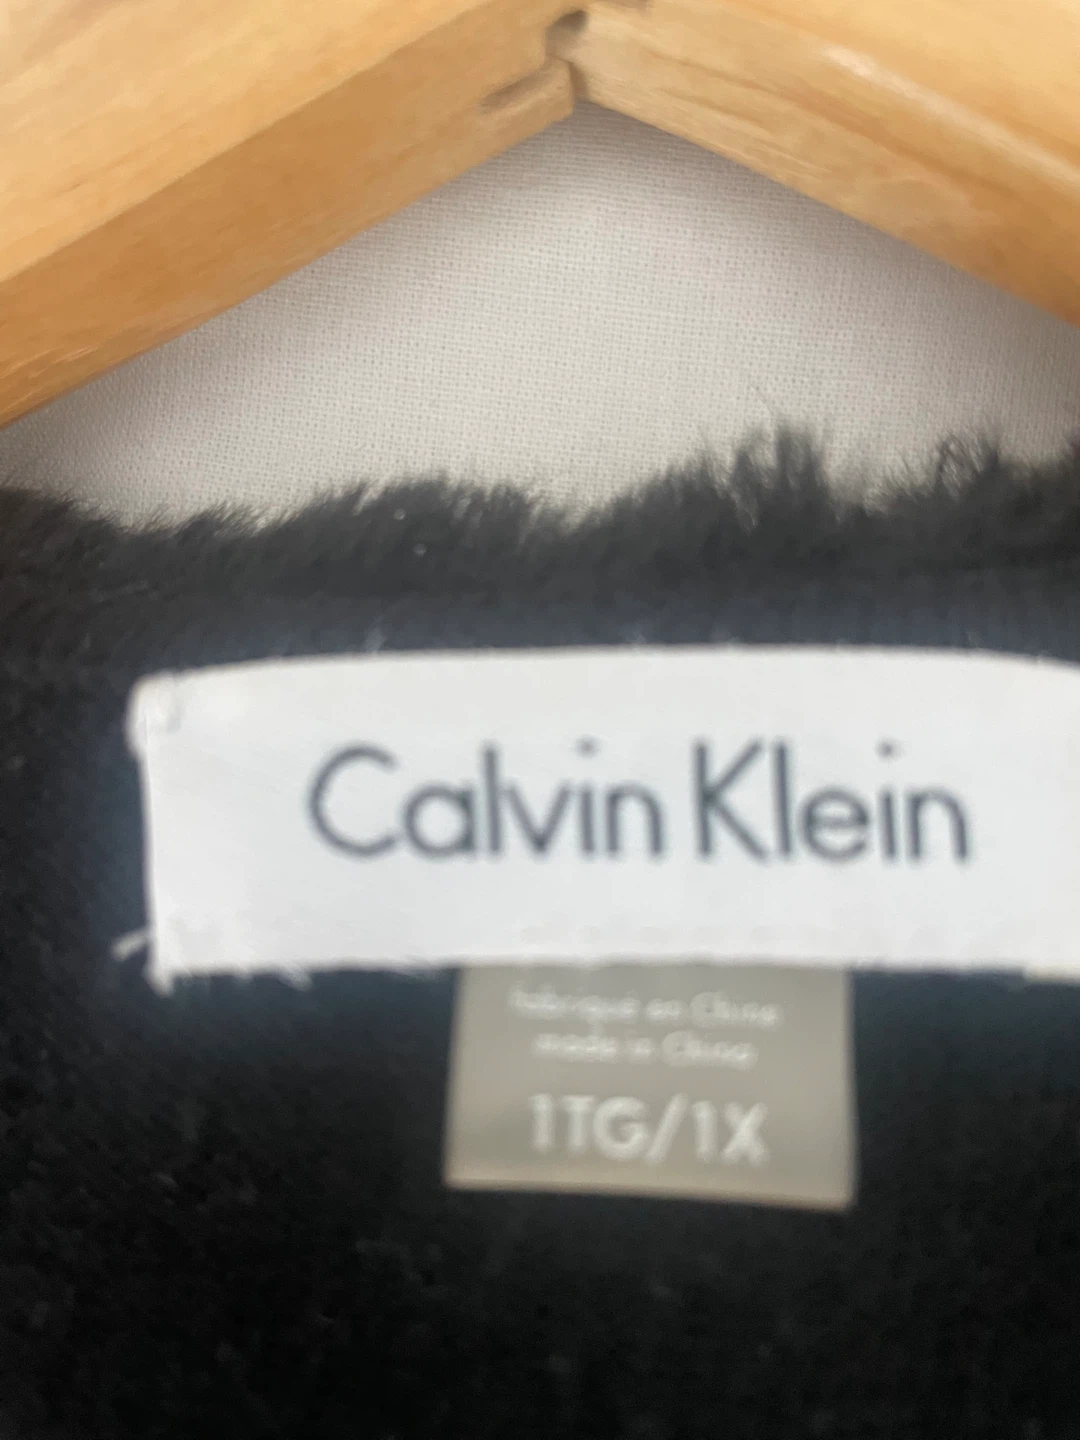 Calvin Klein
fabriqué en Chine
made in China
1TG/1X